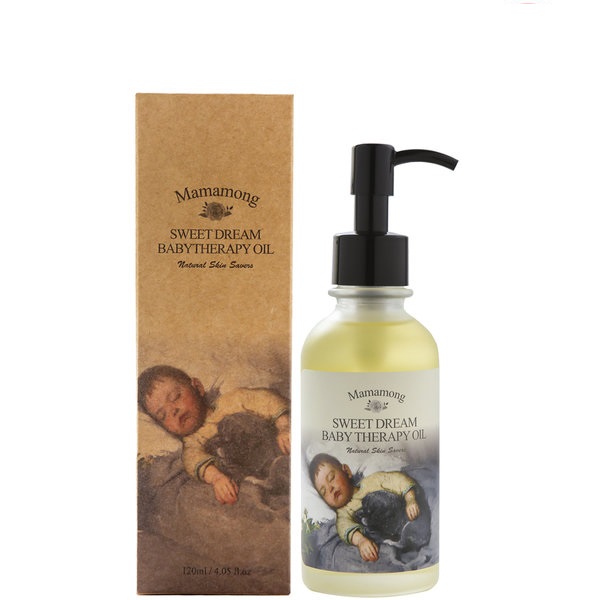 Mamamong
SWEET DREAM
BABYTHERAPY OIL
Natural Skin Savers
120ml / 4.05 fl.oz
Mamamong
SWEET DREAM
BABY THERAPY OIL
Natural Skin Savers